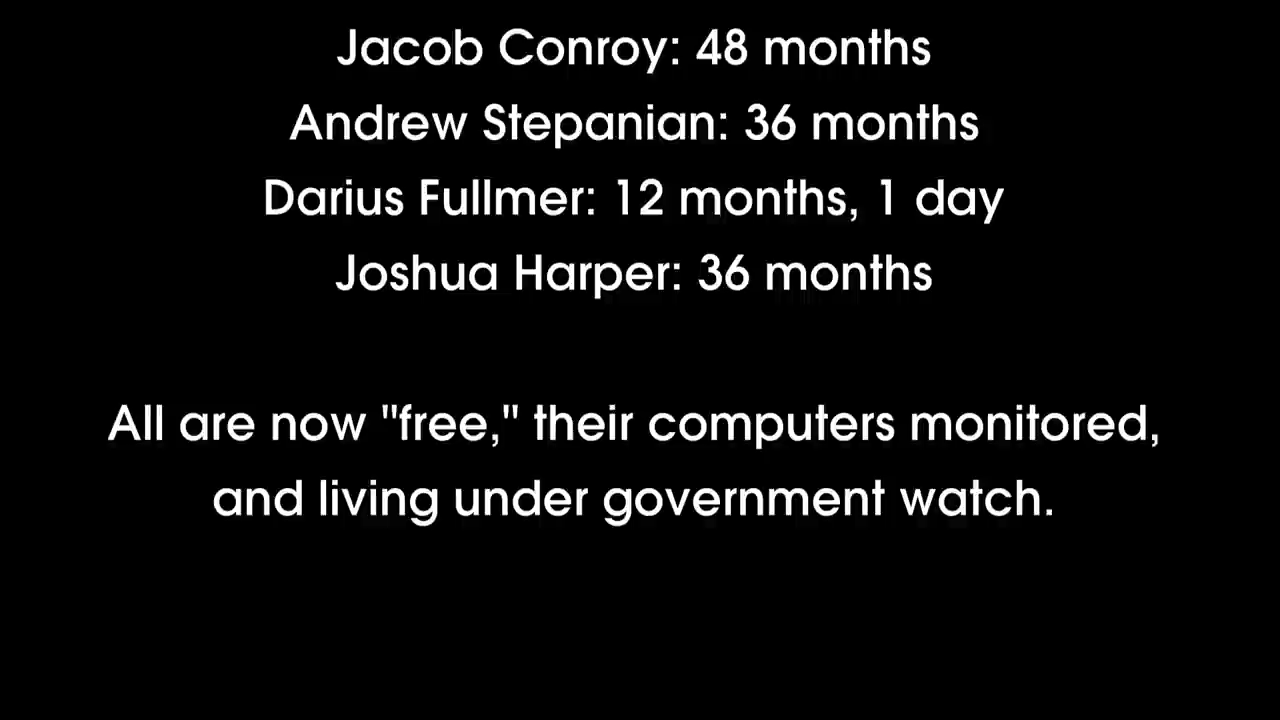 Jacob Conroy: 48 months
Andrew Stepanian: 36 months
Darius Fullmer: 12 months, 1 day
Joshua Harper: 36 months
All are now "free," their computers monitored,
and living under government watch.